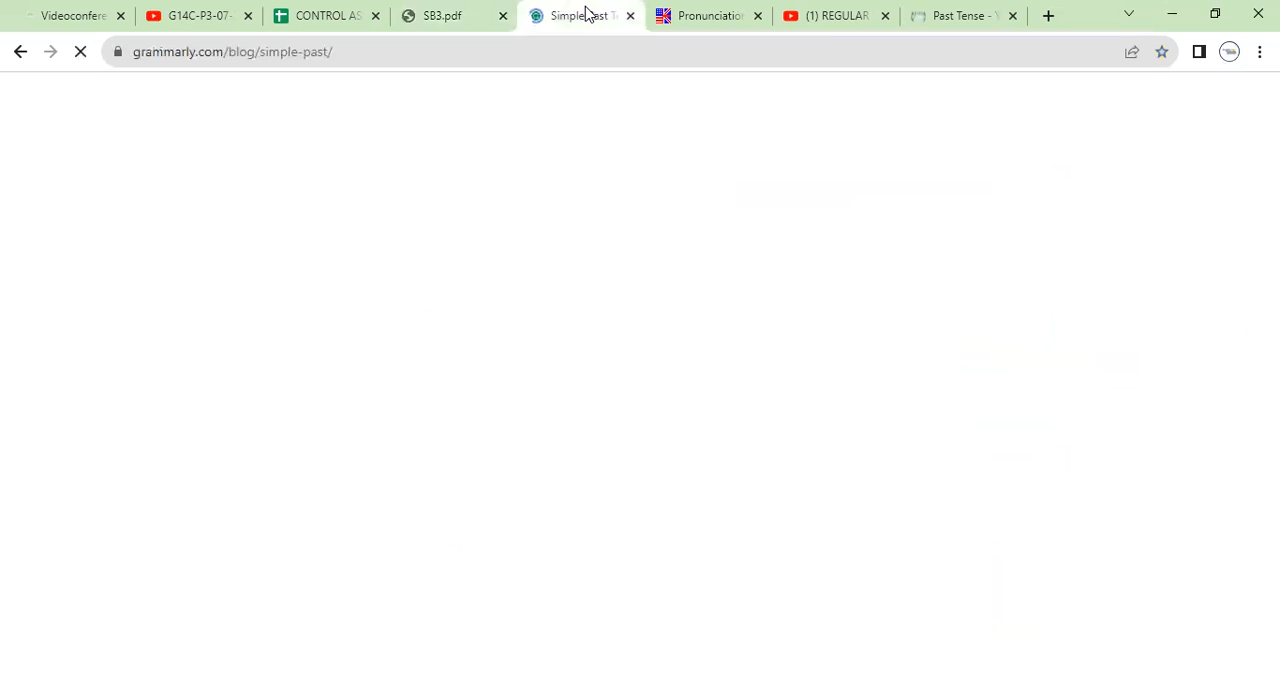 Videoconfere
G14C-P3-07-
CONTROL AS
SB3.pdf
Simple Past T
Pronunciation
(1) REGULAR
Past Tense - 'Y
grammarly.com/blog/simple-past/